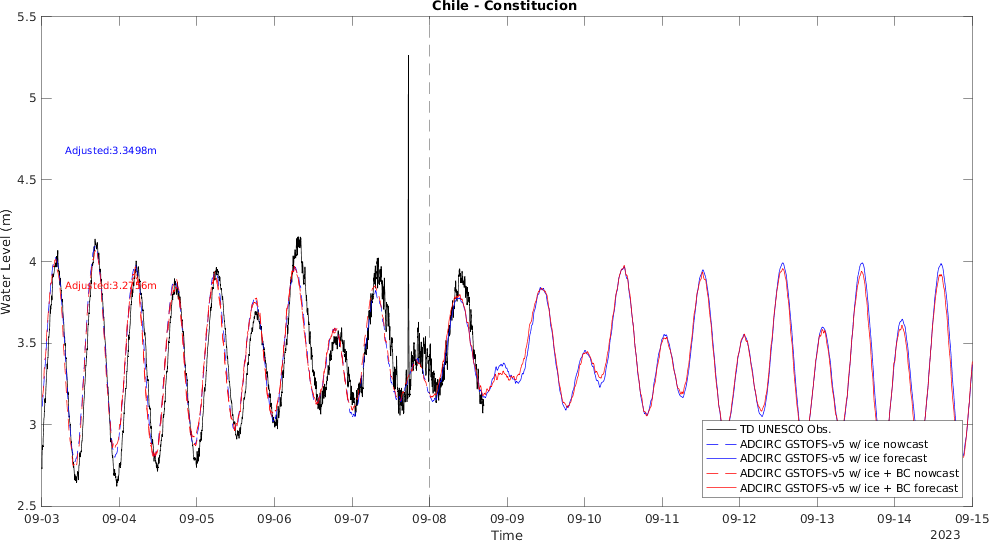 Chile - Constitucion
5.5
5
4.5
4
3.5
3
2.5
Water Level (m)
Adjusted:3.3498m
Adjusted:3.2756m
TD UNESCO Obs.
ADCIRC GSTOFS-v5 w/ ice nowcast
ADCIRC GSTOFS-v5 w/ ice forecast
ADCIRC GSTOFS-v5 w/ ice + BC nowcast
ADCIRC GSTOFS-v5 w/ ice + BC forecast
09-03 09-04 09-05 09-06 09-07 09-08 09-09 09-10 09-11 09-12 09-13 09-14 09-15
Time
2023